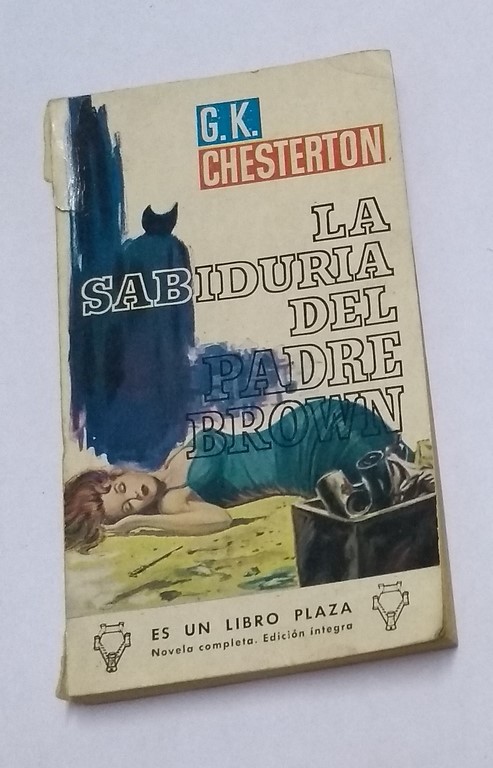 G.K.
CHESTERTON
LA
SABIDURIA
DEL
PADRE
BROWN
ES UN LIBRO PLAZA
Novela completa. Edición íntegra